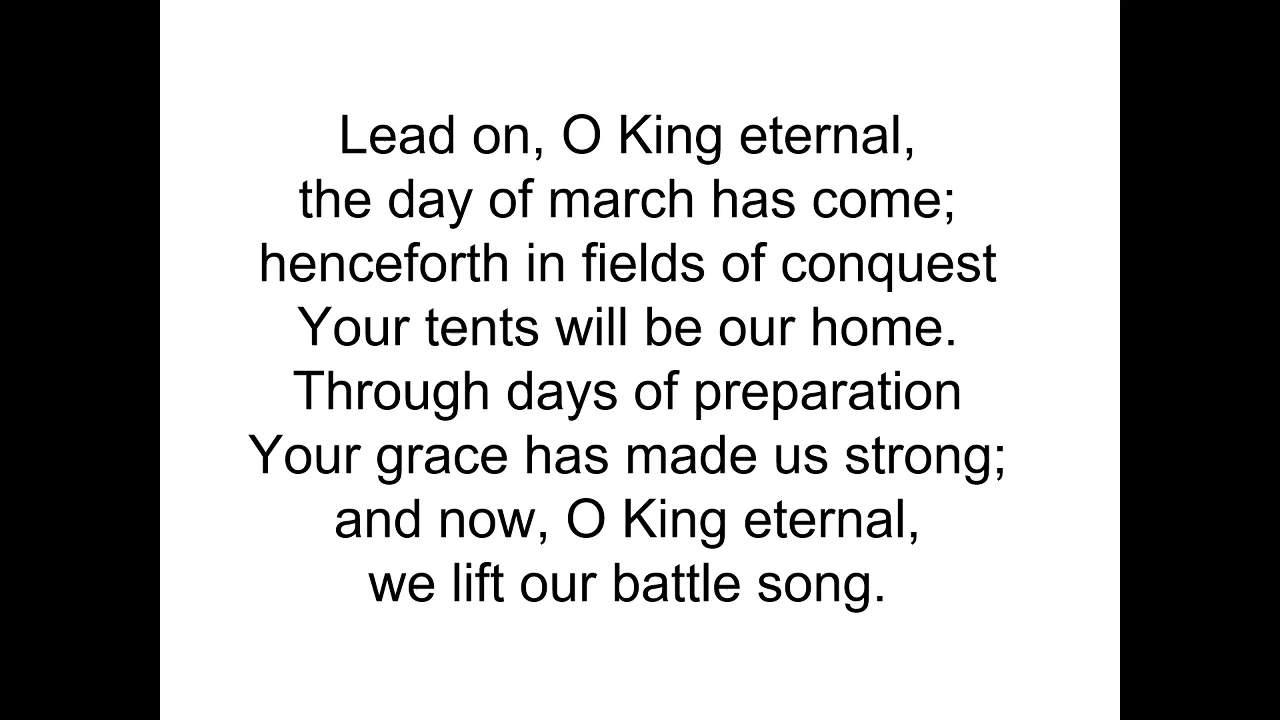 Lead on, O King eternal,
the day of march has come;
henceforth in fields of conquest
Your tents will be our home.
Through days of preparation
Your grace has made us strong;
and now, O King eternal,
we lift our battle song.